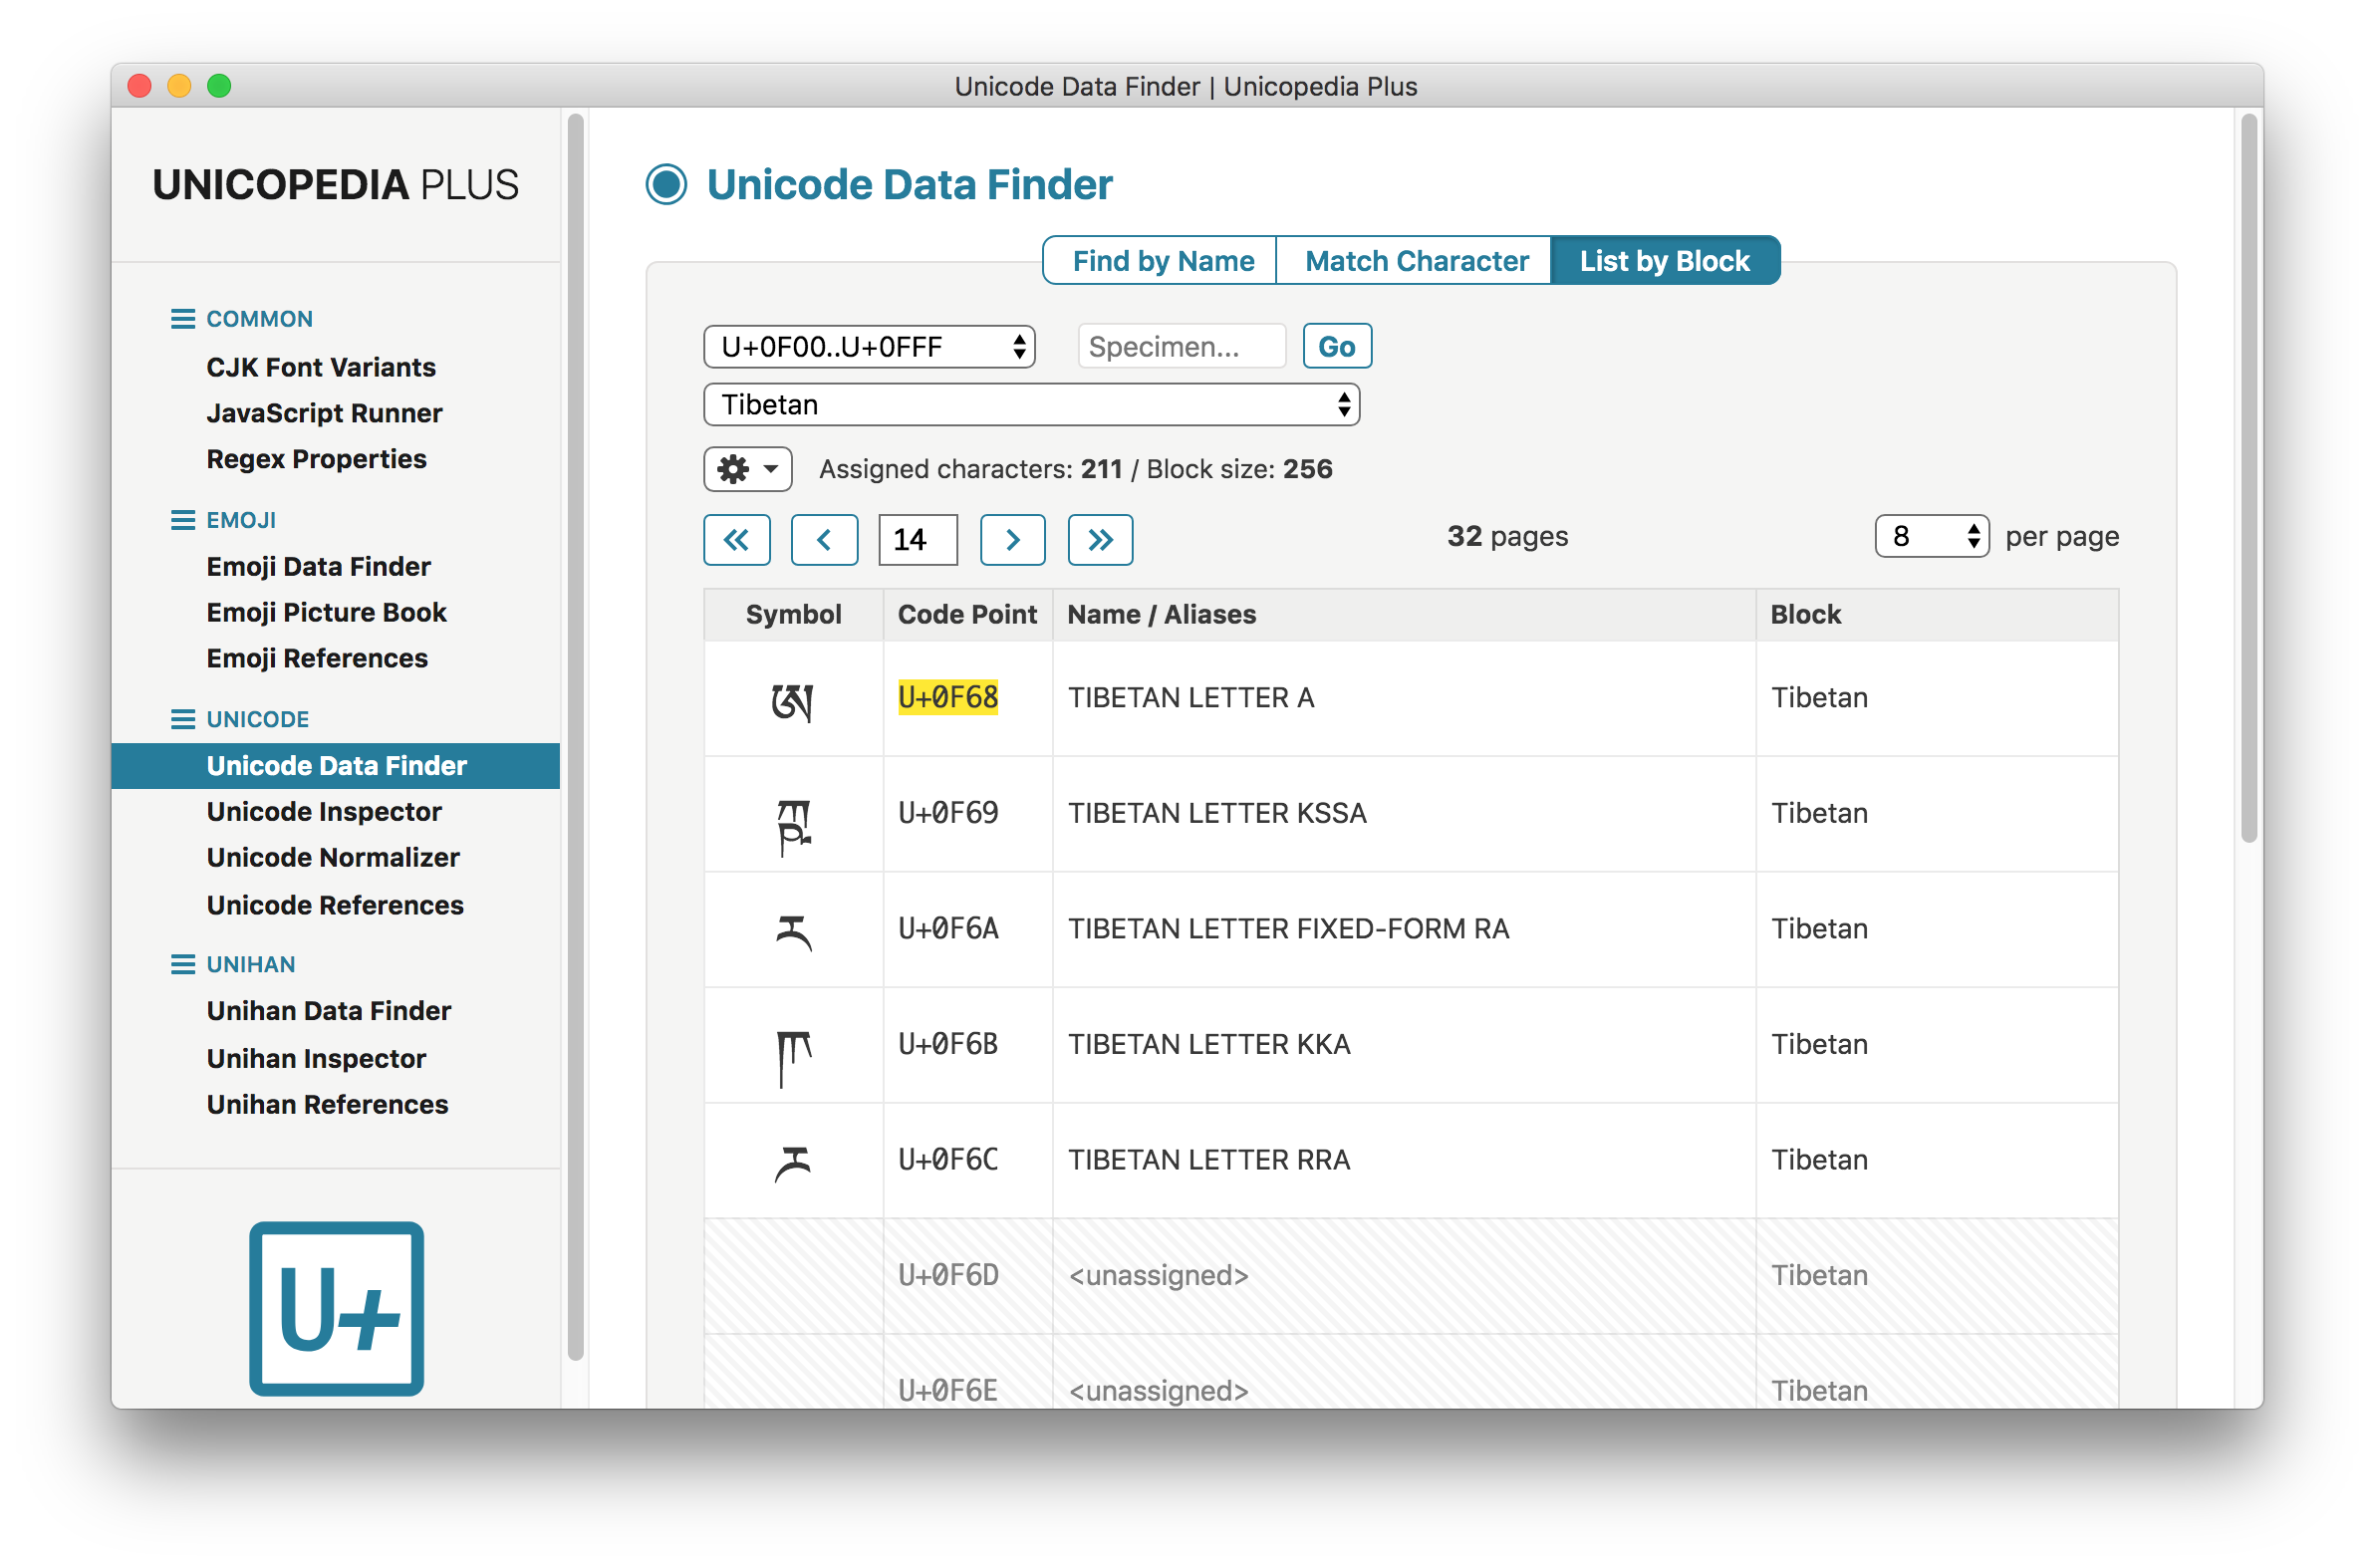 Unicode Data Finder | Unicopedia Plus
UNICOPEDIA PLUS
COMMON
CJK Font Variants
JavaScript Runner
Regex Properties
EMOJI
Emoji Data Finder
Emoji Picture Book
Emoji References
UNICODE
Unicode Data Finder
Unicode Inspector
Unicode Normalizer
Unicode References
UNIHAN
Unihan Data Finder
Unihan Inspector
Unihan References
U+
Unicode Data Finder
Find by Name Match Character List by Block
U+0F00..U+0FFF Specimen... Go
Tibetan
Assigned characters: 211 / Block size: 256
« ‹ 14 › » 32 pages 8 per page
Symbol Code Point Name / Aliases Block
ཨ U+0F68 TIBETAN LETTER A Tibetan
ཀྵ U+0F69 TIBETAN LETTER KSSA Tibetan
ཪ U+0F6A TIBETAN LETTER FIXED-FORM RA Tibetan
ཫ U+0F6B TIBETAN LETTER KKA Tibetan
ཬ U+0F6C TIBETAN LETTER RRA Tibetan
U+0F6D <unassigned> Tibetan
U+0F6E <unassigned> Tibetan